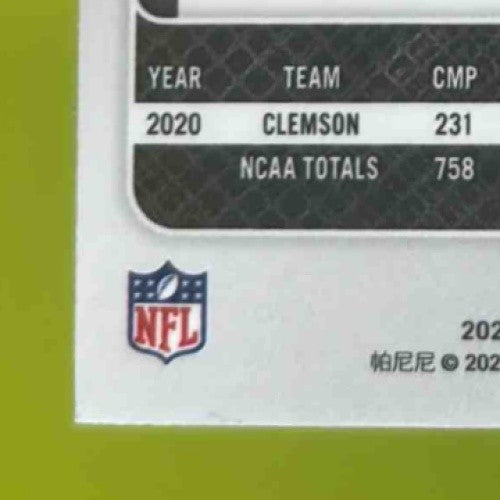 YEAR TEAM CMP
2020 CLEMSON 231
NCAA TOTALS 758
NFL
202
帕尼尼 © 202